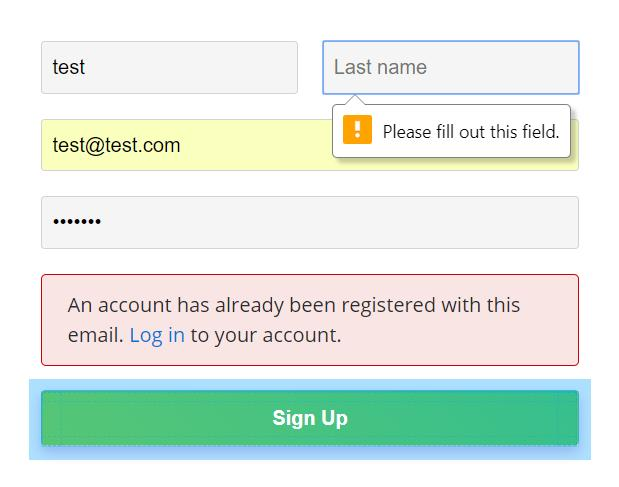 test
Last name
Please fill out this field.
test@test.com
•••••••
An account has already been registered with this
email. Log in to your account.
Sign Up